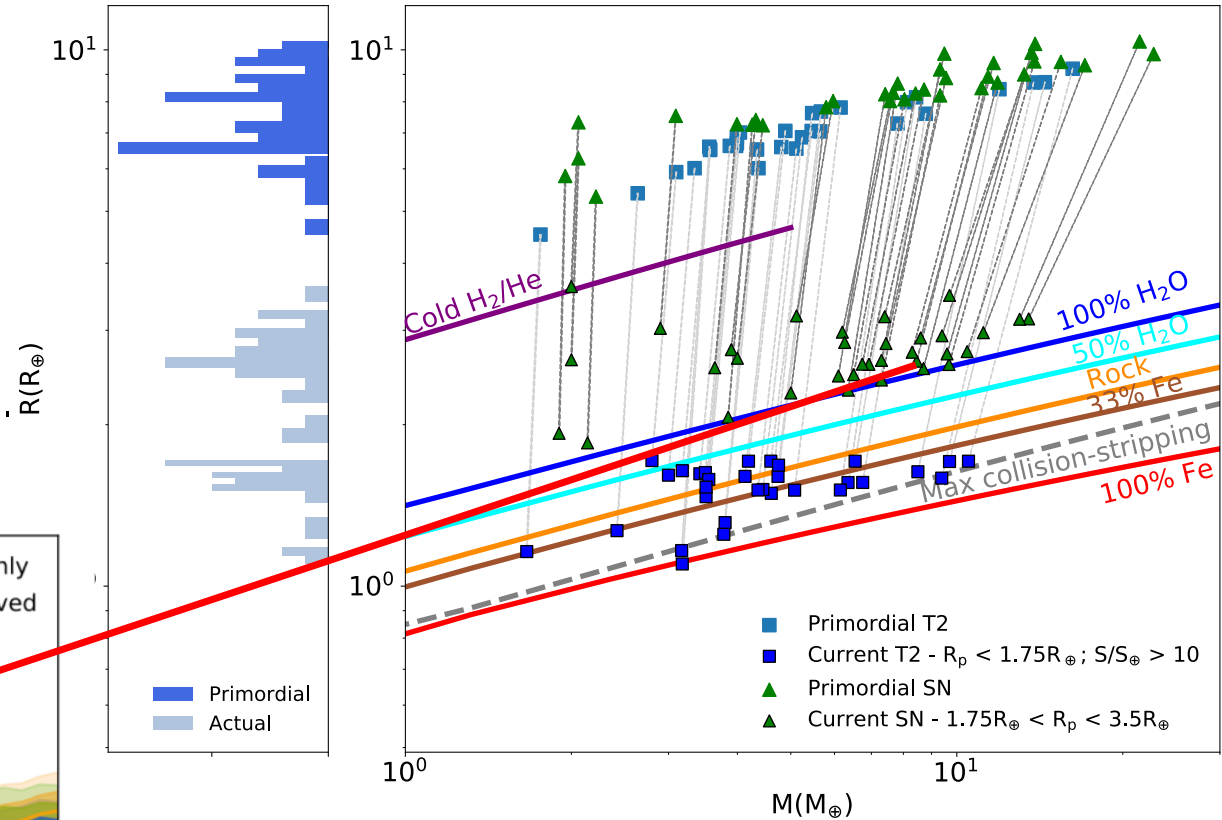 10¹
10¹
R(R⊕)
Cold H₂/He
100% H₂O
50% H₂O
Rock
33% Fe
Max collision-stripping
100% Fe
10⁰
Primordial T2
Current T2 - Rₚ < 1.75R⊕; S/S⊕ > 10
Primordial SN
Current SN - 1.75R⊕ < Rₚ < 3.5R⊕
Primordial
Actual
10⁰
10¹
M(M⊕)